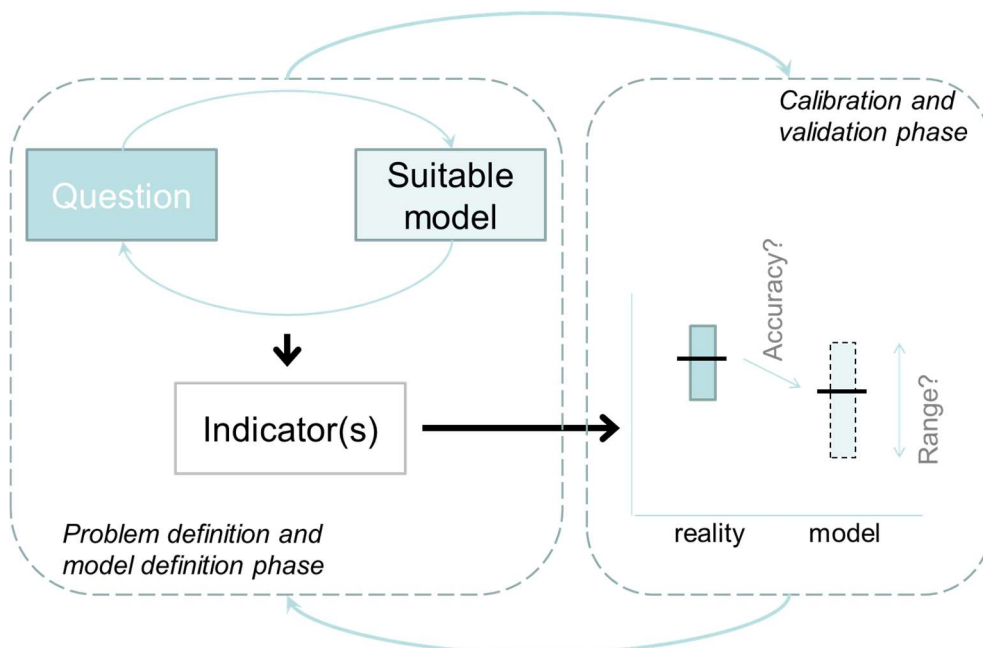 Calibration and
validation phase
Question
Suitable
model
Accuracy?
Range?
Indicator(s)
reality
model
Problem definition and
model definition phase